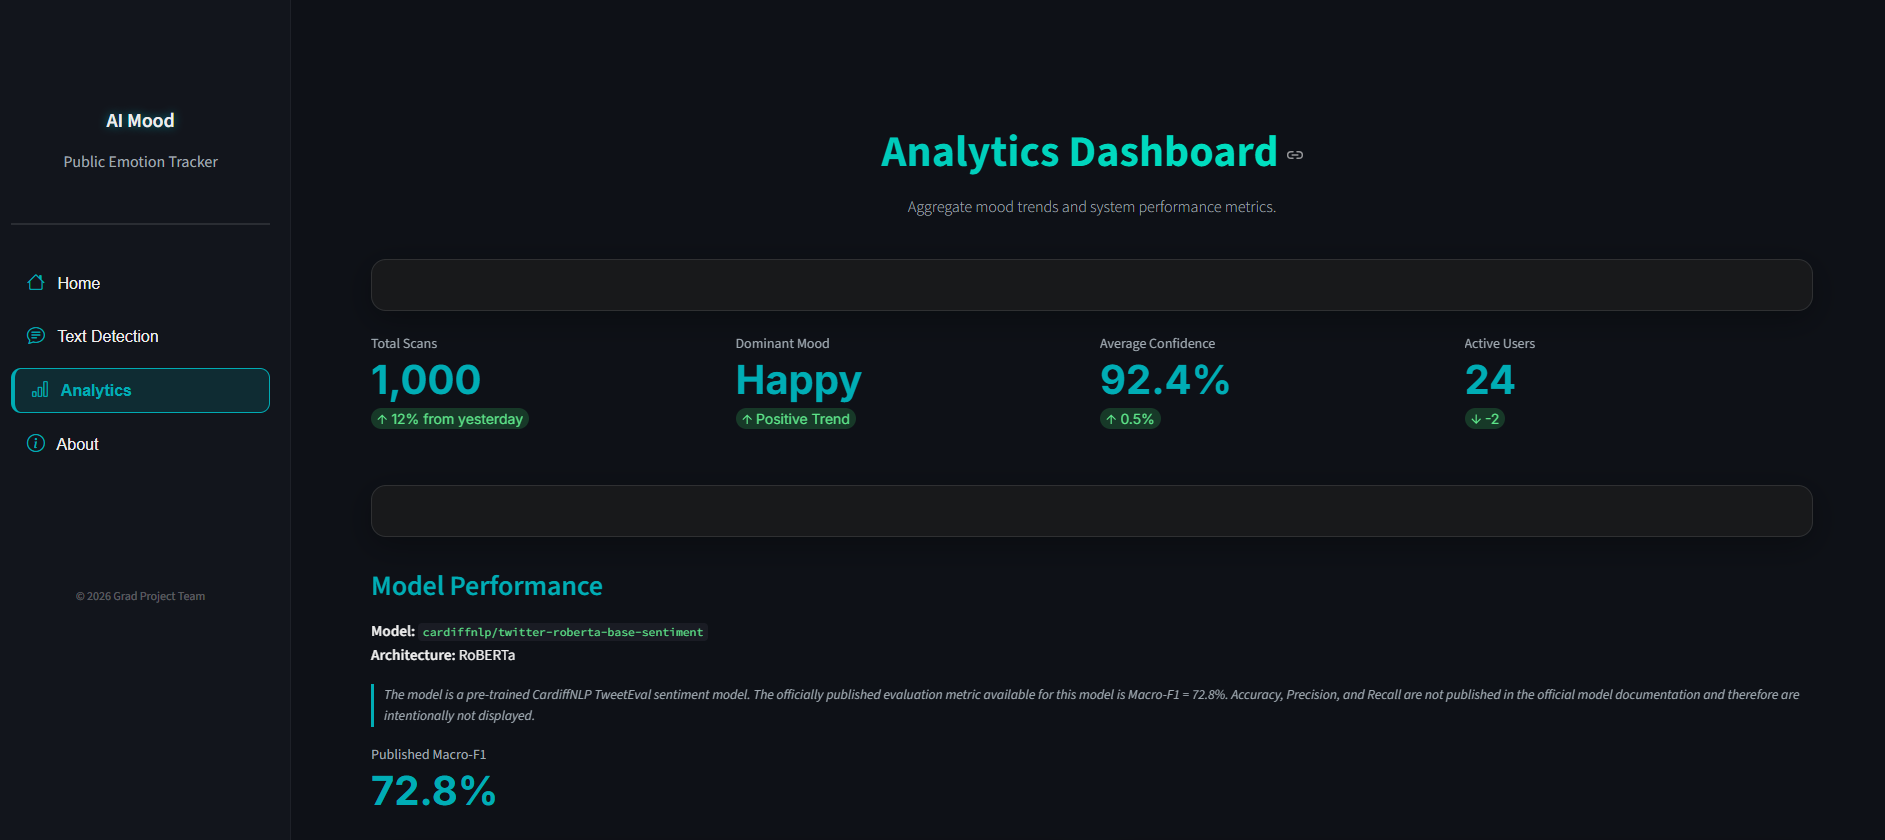 AI Mood
Public Emotion Tracker
Home
Text Detection
Analytics
About
© 2026 Grad Project Team
Analytics Dashboard
Aggregate mood trends and system performance metrics.
Total Scans
1,000
↑ 12% from yesterday
Dominant Mood
Happy
↑ Positive Trend
Average Confidence
92.4%
↑ 0.5%
Active Users
24
↓ -2
Model Performance
Model: cardiffnlp/twitter-roberta-base-sentiment
Architecture: RoBERTa
The model is a pre-trained CardiffNLP TweetEval sentiment model. The officially published evaluation metric available for this model is Macro-F1 = 72.8%. Accuracy, Precision, and Recall are not published in the official model documentation and therefore are
intentionally not displayed.
Published Macro-F1
72.8%